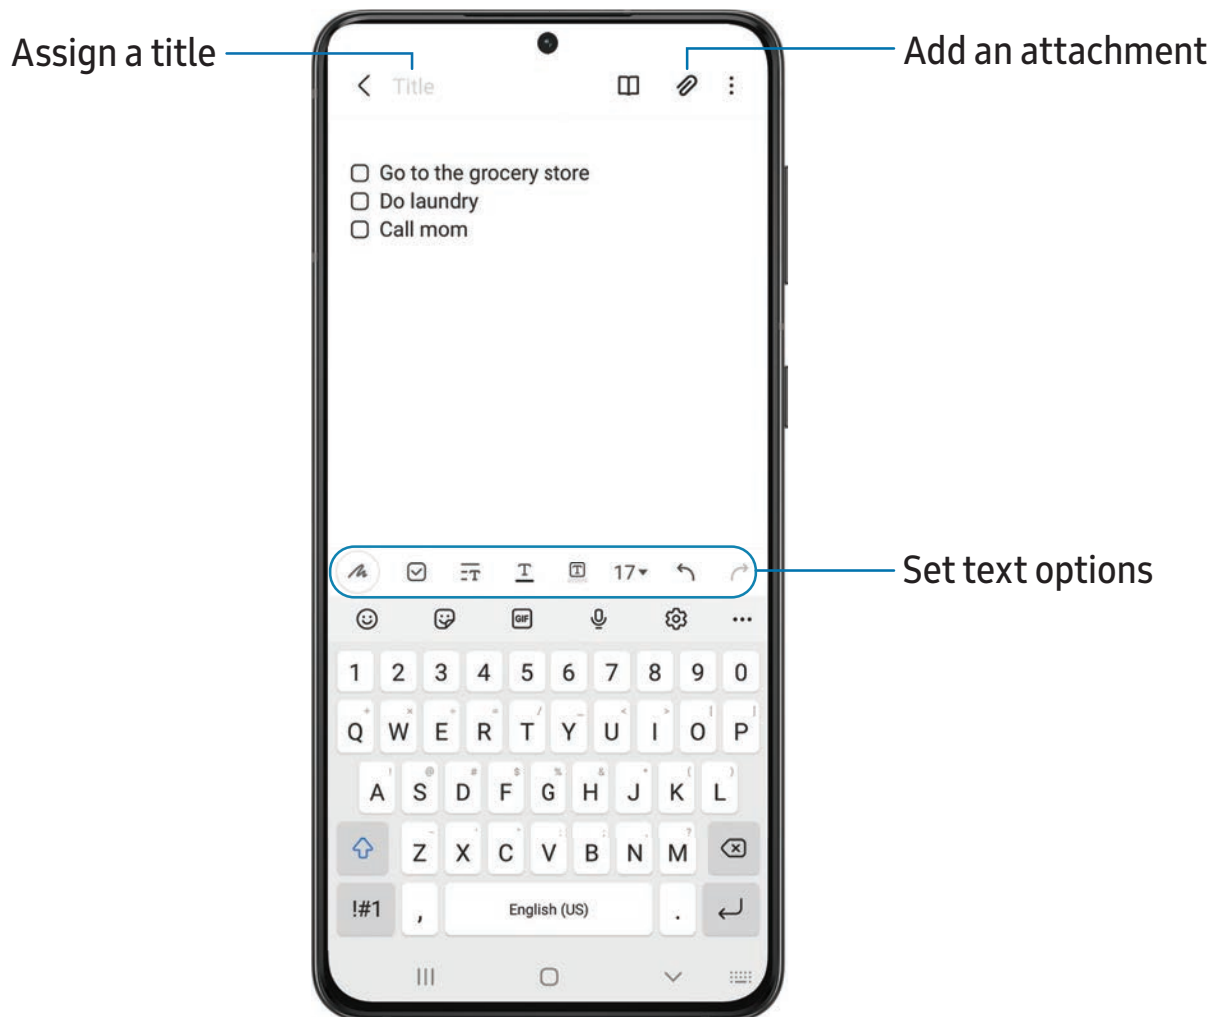 Assign a title
Add an attachment
Title
Go to the grocery store
Do laundry
Call mom
T T T 17
Set text options
GIF
1 2 3 4 5 6 7 8 9 0
Q W E R T Y U I O P
A S D F G H J K L
Z X C V B N M
!#1 , English (US) .